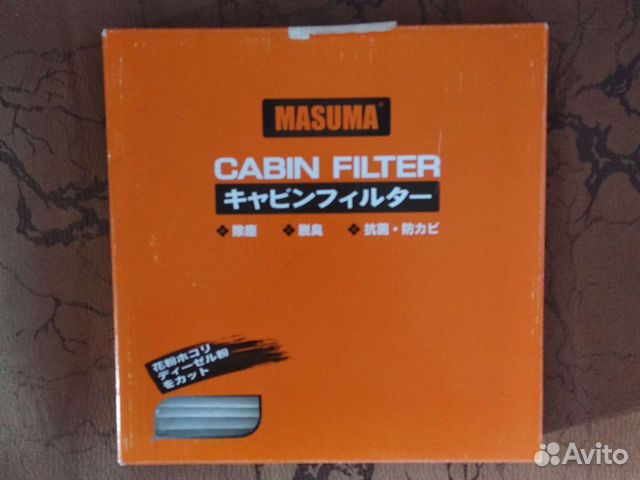 MASUMA®
CABIN FILTER
キャビンフィルター
❖ 除塵 ❖ 脱臭 ❖ 抗菌・防カビ
花粉ホコリ
ディーゼル粉
をカット
Avito